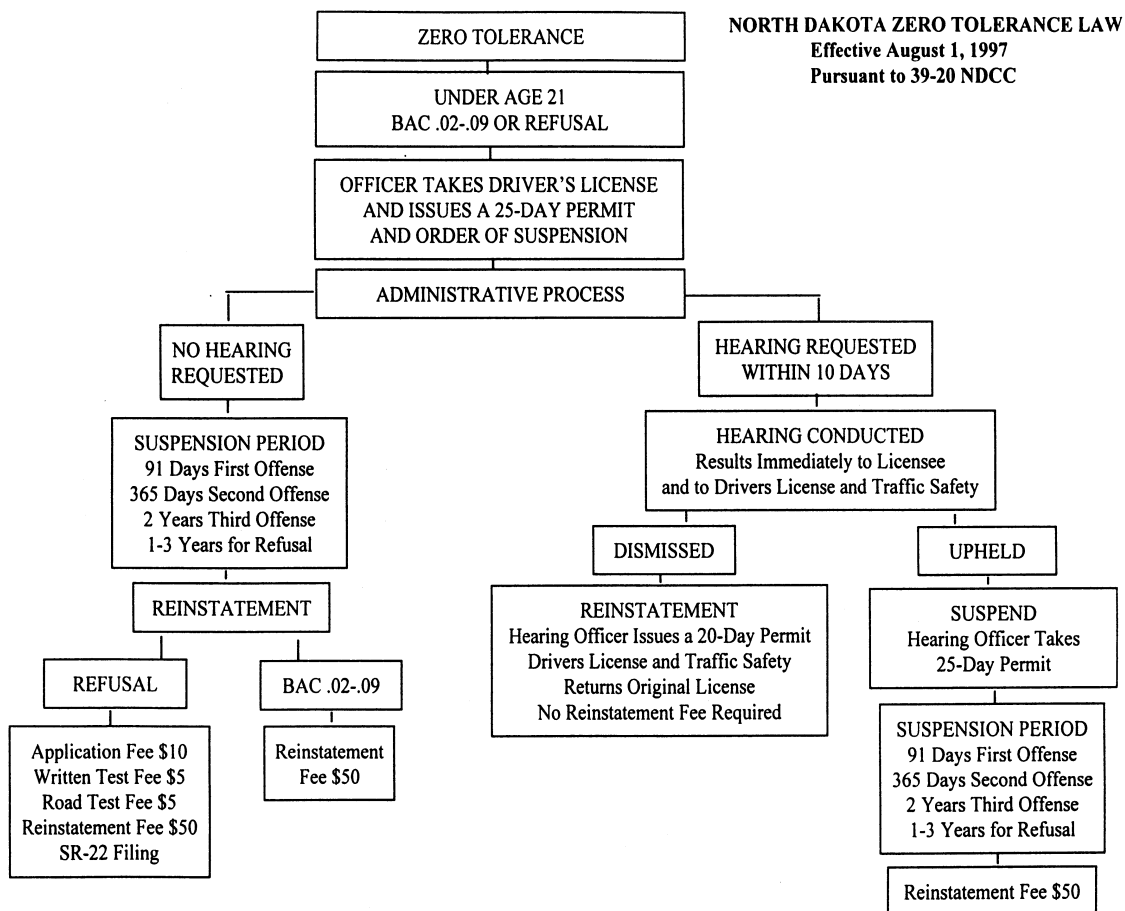 NORTH DAKOTA ZERO TOLERANCE LAW
Effective August 1, 1997
Pursuant to 39-20 NDCC
ZERO TOLERANCE
UNDER AGE 21
BAC .02-.09 OR REFUSAL
OFFICER TAKES DRIVER'S LICENSE
AND ISSUES A 25-DAY PERMIT
AND ORDER OF SUSPENSION
ADMINISTRATIVE PROCESS
NO HEARING
REQUESTED
SUSPENSION PERIOD
91 Days First Offense
365 Days Second Offense
2 Years Third Offense
1-3 Years for Refusal
REINSTATEMENT
REFUSAL
Application Fee $10
Written Test Fee $5
Road Test Fee $5
Reinstatement Fee $50
SR-22 Filing
BAC .02-.09
Reinstatement
Fee $50
HEARING REQUESTED
WITHIN 10 DAYS
HEARING CONDUCTED
Results Immediately to Licensee
and to Drivers License and Traffic Safety
DISMISSED
REINSTATEMENT
Hearing Officer Issues a 20-Day Permit
Drivers License and Traffic Safety
Returns Original License
No Reinstatement Fee Required
UPHELD
SUSPEND
Hearing Officer Takes
25-Day Permit
SUSPENSION PERIOD
91 Days First Offense
365 Days Second Offense
2 Years Third Offense
1-3 Years for Refusal
Reinstatement Fee $50